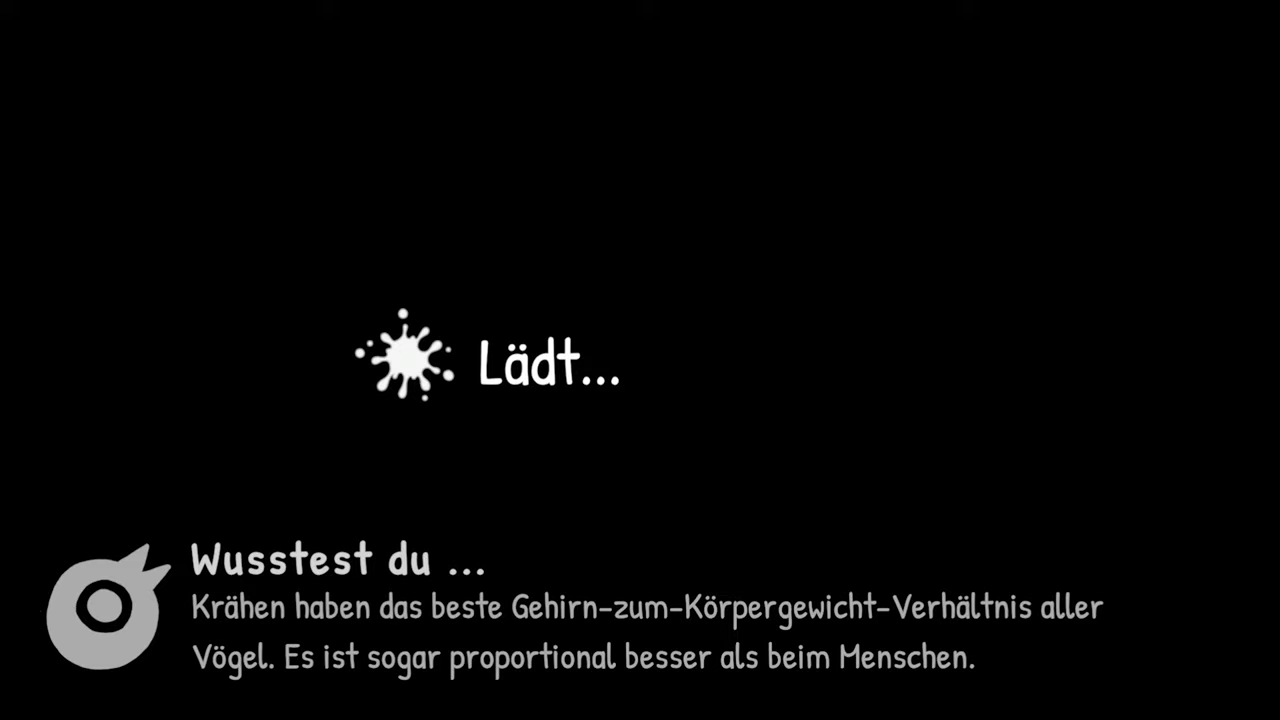 Lädt...
Wusstest du ...
Krähen haben das beste Gehirn-zum-Körpergewicht-Verhältnis aller
Vögel. Es ist sogar proportional besser als beim Menschen.